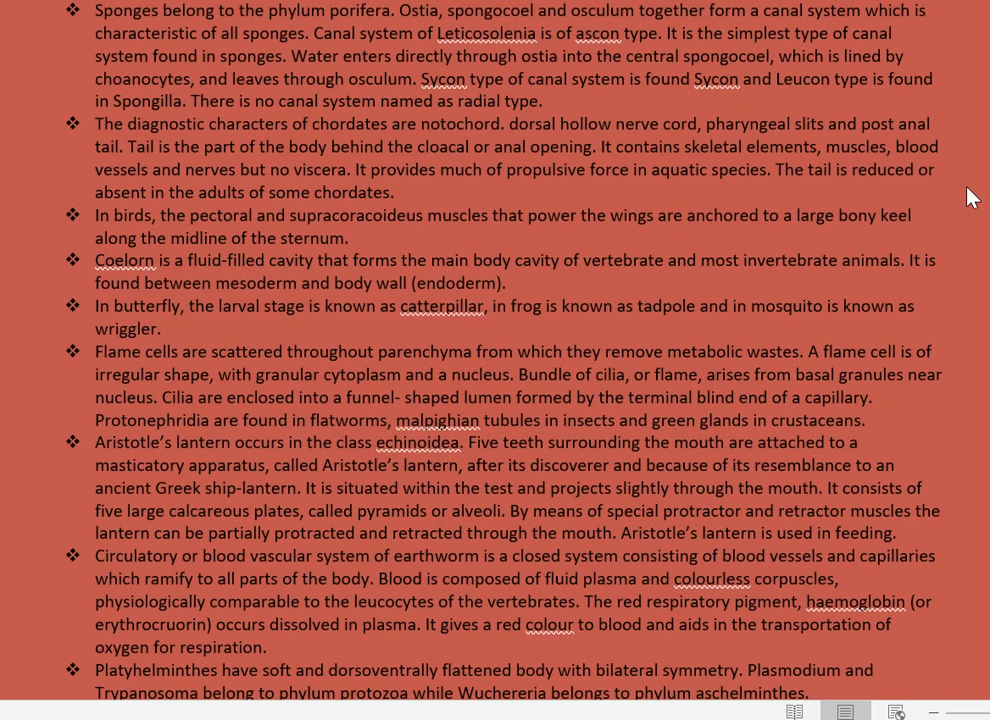 ❖ Sponges belong to the phylum porifera. Ostia, spongocoel and osculum together form a canal system which is
characteristic of all sponges. Canal system of Leticosolenia is of ascon type. It is the simplest type of canal
system found in sponges. Water enters directly through ostia into the central spongocoel, which is lined by
choanocytes, and leaves through osculum. Sycon type of canal system is found Sycon and Leucon type is found
in Spongilla. There is no canal system named as radial type.
❖ The diagnostic characters of chordates are notochord. dorsal hollow nerve cord, pharyngeal slits and post anal
tail. Tail is the part of the body behind the cloacal or anal opening. It contains skeletal elements, muscles, blood
vessels and nerves but no viscera. It provides much of propulsive force in aquatic species. The tail is reduced or
absent in the adults of some chordates.
❖ In birds, the pectoral and supracoracoideus muscles that power the wings are anchored to a large bony keel
along the midline of the sternum.
❖ Coelorn is a fluid-filled cavity that forms the main body cavity of vertebrate and most invertebrate animals. It is
found between mesoderm and body wall (endoderm).
❖ In butterfly, the larval stage is known as catterpillar, in frog is known as tadpole and in mosquito is known as
wriggler.
❖ Flame cells are scattered throughout parenchyma from which they remove metabolic wastes. A flame cell is of
irregular shape, with granular cytoplasm and a nucleus. Bundle of cilia, or flame, arises from basal granules near
nucleus. Cilia are enclosed into a funnel- shaped lumen formed by the terminal blind end of a capillary.
Protonephridia are found in flatworms, malpighian tubules in insects and green glands in crustaceans.
❖ Aristotle’s lantern occurs in the class echinoidea. Five teeth surrounding the mouth are attached to a
masticatory apparatus, called Aristotle’s lantern, after its discoverer and because of its resemblance to an
ancient Greek ship-lantern. It is situated within the test and projects slightly through the mouth. It consists of
five large calcareous plates, called pyramids or alveoli. By means of special protractor and retractor muscles the
lantern can be partially protracted and retracted through the mouth. Aristotle’s lantern is used in feeding.
❖ Circulatory or blood vascular system of earthworm is a closed system consisting of blood vessels and capillaries
which ramify to all parts of the body. Blood is composed of fluid plasma and colourless corpuscles,
physiologically comparable to the leucocytes of the vertebrates. The red respiratory pigment, haemoglobin (or
erythrocruorin) occurs dissolved in plasma. It gives a red colour to blood and aids in the transportation of
oxygen for respiration.
❖ Platyhelminthes have soft and dorsoventrally flattened body with bilateral symmetry. Plasmodium and
Trypanosoma belong to phylum protozoa while Wuchereria belongs to phylum aschelminthes.